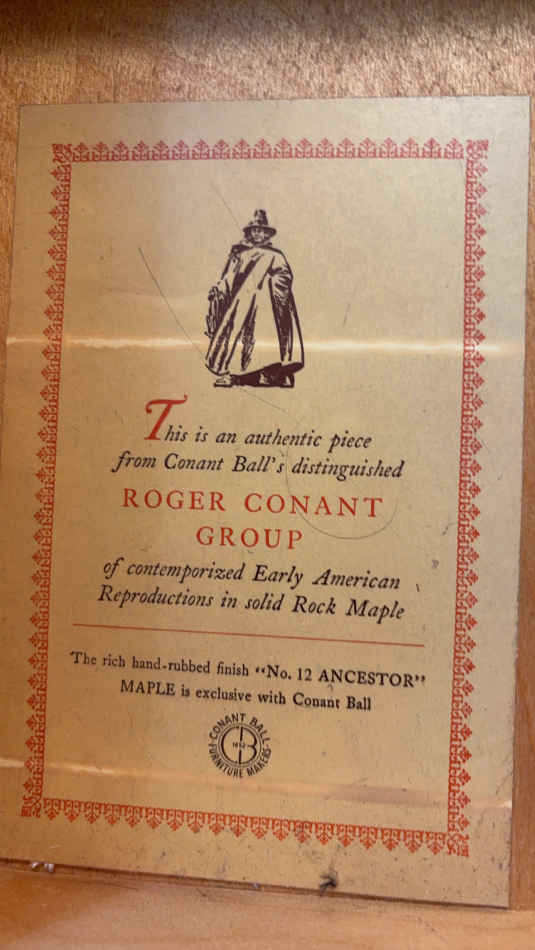 This is an authentic piece
from Conant Ball's distinguished
ROGER CONANT
GROUP
of contemporized Early American
Reproductions in solid Rock Maple
The rich hand-rubbed finish "No. 12 ANCESTOR"
MAPLE is exclusive with Conant Ball
CONANT BALL
CB
FURNITURE MAKERS